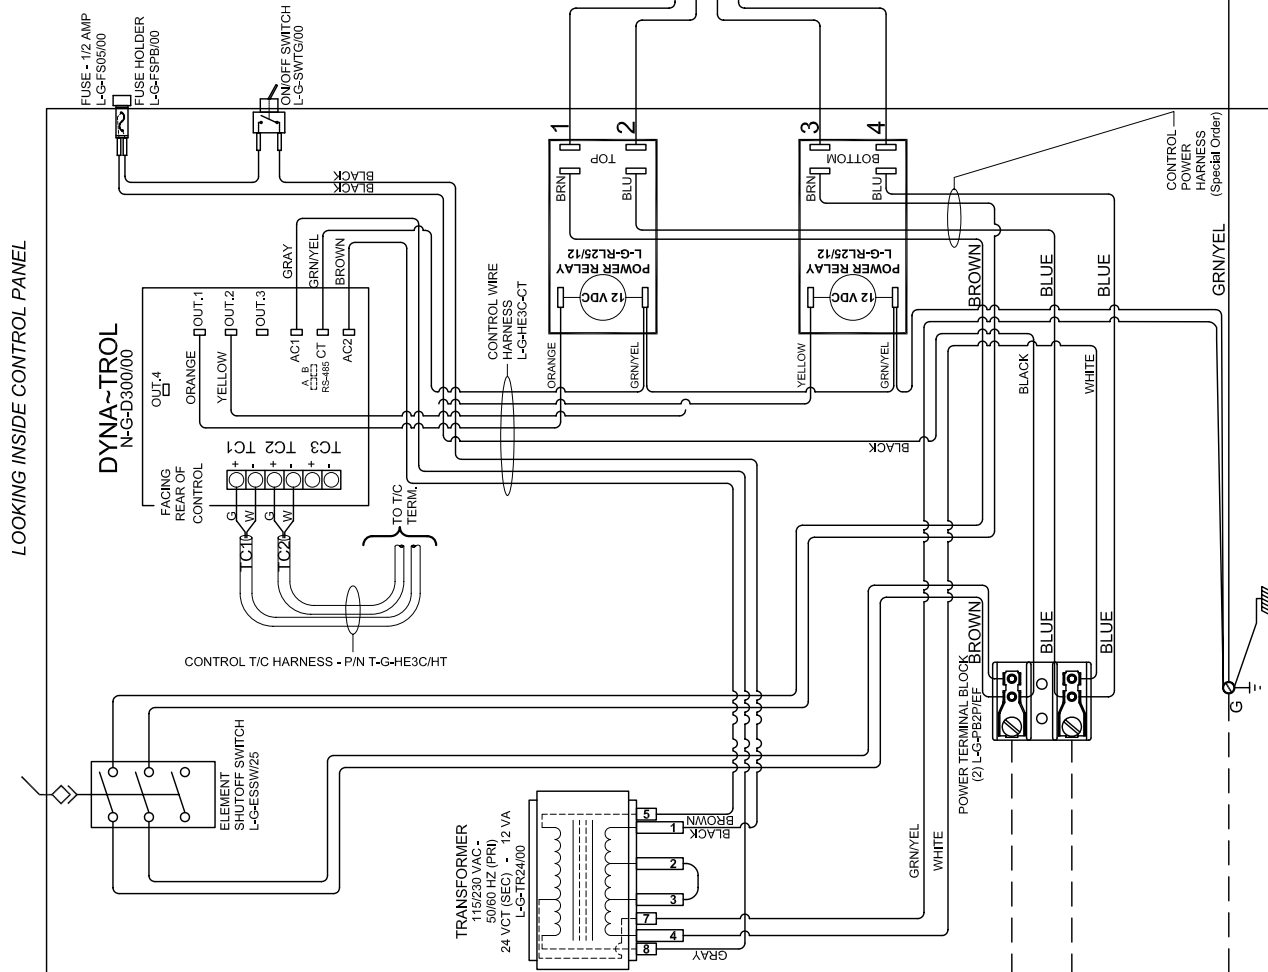 LOOKING INSIDE CONTROL PANEL
FUSE - 1/2 AMP
L-G-FS05/00
FUSE HOLDER
L-G-FSPB/00
ON/OFF SWITCH
L-G-SWTG/00
BLACK
BLACK
DYNA~TROL
N-G-D300/00
OUT.4
OUT.1
OUT.2
OUT.3
ORANGE
YELLOW
GRAY
GRN/YEL
BROWN
AC1
CT
AC2
A B
RS-485
TC1
TC2
TC3
+ - + - + -
FACING
REAR OF
CONTROL
G
W
G
W
TC1
TC2
TO T/C
TERM.
CONTROL T/C HARNESS - P/N T-G-HE3C/HT
CONTROL WIRE
HARNESS
L-G-HE3C-CT
1
2
TOP
BRN
BLU
POWER RELAY
L-G-RL25/12
12 VDC
ORANGE
GRN/YEL
3
4
BOTTOM
BRN
BLU
POWER RELAY
L-G-RL25/12
12 VDC
YELLOW
GRN/YEL
CONTROL
POWER
HARNESS
(Special Order)
GRN/YEL
BROWN
BLUE
BLUE
BLACK
WHITE
BLACK
BROWN
BLUE
BLUE
POWER TERMINAL BLOCK
(2) L-G-PB2P/EF
G
ELEMENT
SHUTOFF SWITCH
L-G-ESSW/25
TRANSFORMER
115/230 VAC -
50/60 HZ (PRI)
24 VCT (SEC) - 12 VA
L-G-TR24/00
5
1
2
3
7
4
8
BROWN
BLACK
GRAY
GRN/YEL
WHITE